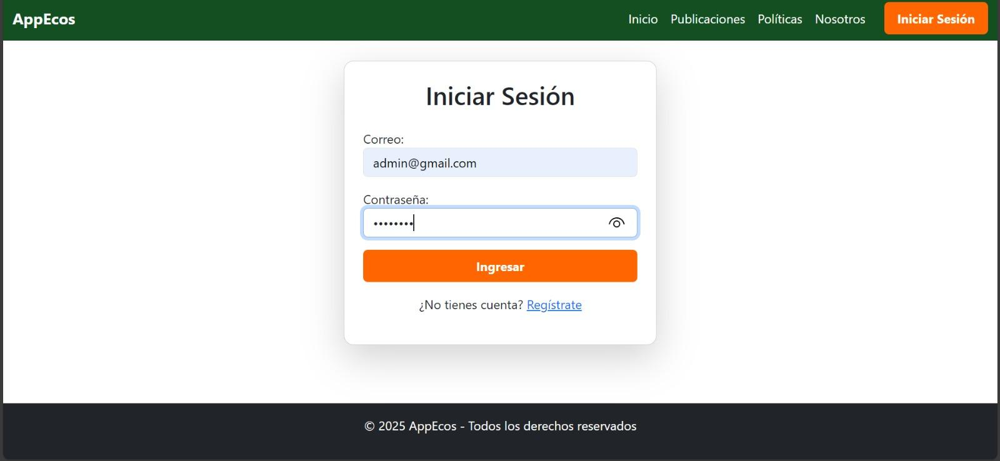 AppEcos
Inicio Publicaciones Políticas Nosotros Iniciar Sesión
Iniciar Sesión
Correo:
admin@gmail.com
Contraseña:
••••••••
Ingresar
¿No tienes cuenta? Regístrate
© 2025 AppEcos - Todos los derechos reservados